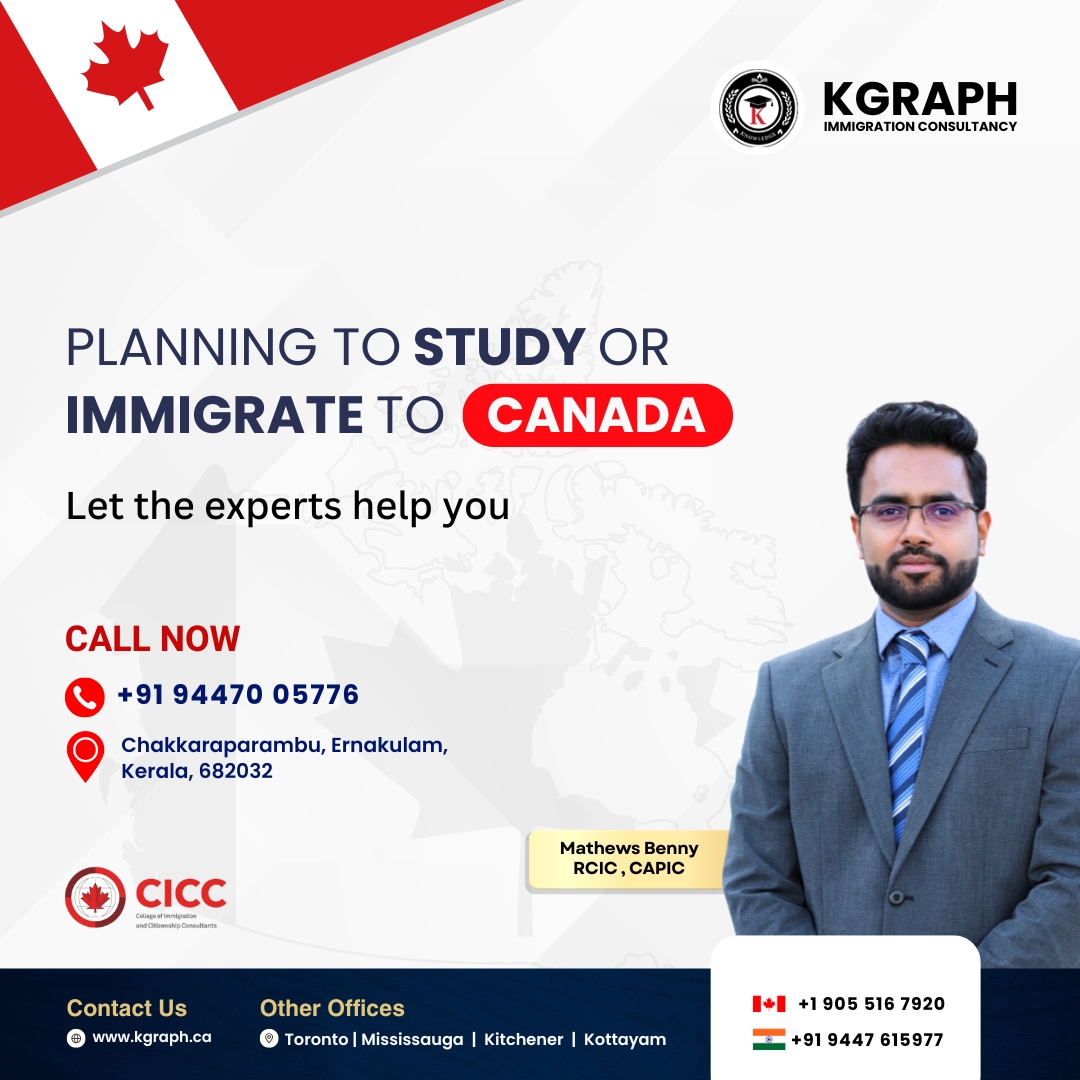 KGRAPH
IMMIGRATION CONSULTANCY
K
KNOWLEDGE
PLANNING TO STUDY OR
IMMIGRATE TO CANADA
Let the experts help you
CALL NOW
+91 94470 05776
Chakkaraparambu, Ernakulam,
Kerala, 682032
Mathews Benny
RCIC , CAPIC
CICC
College of Immigration
and Citizenship Consultants
Contact Us
www.kgraph.ca
Other Offices
Toronto | Mississauga | Kitchener | Kottayam
+1 905 516 7920
+91 9447 615977